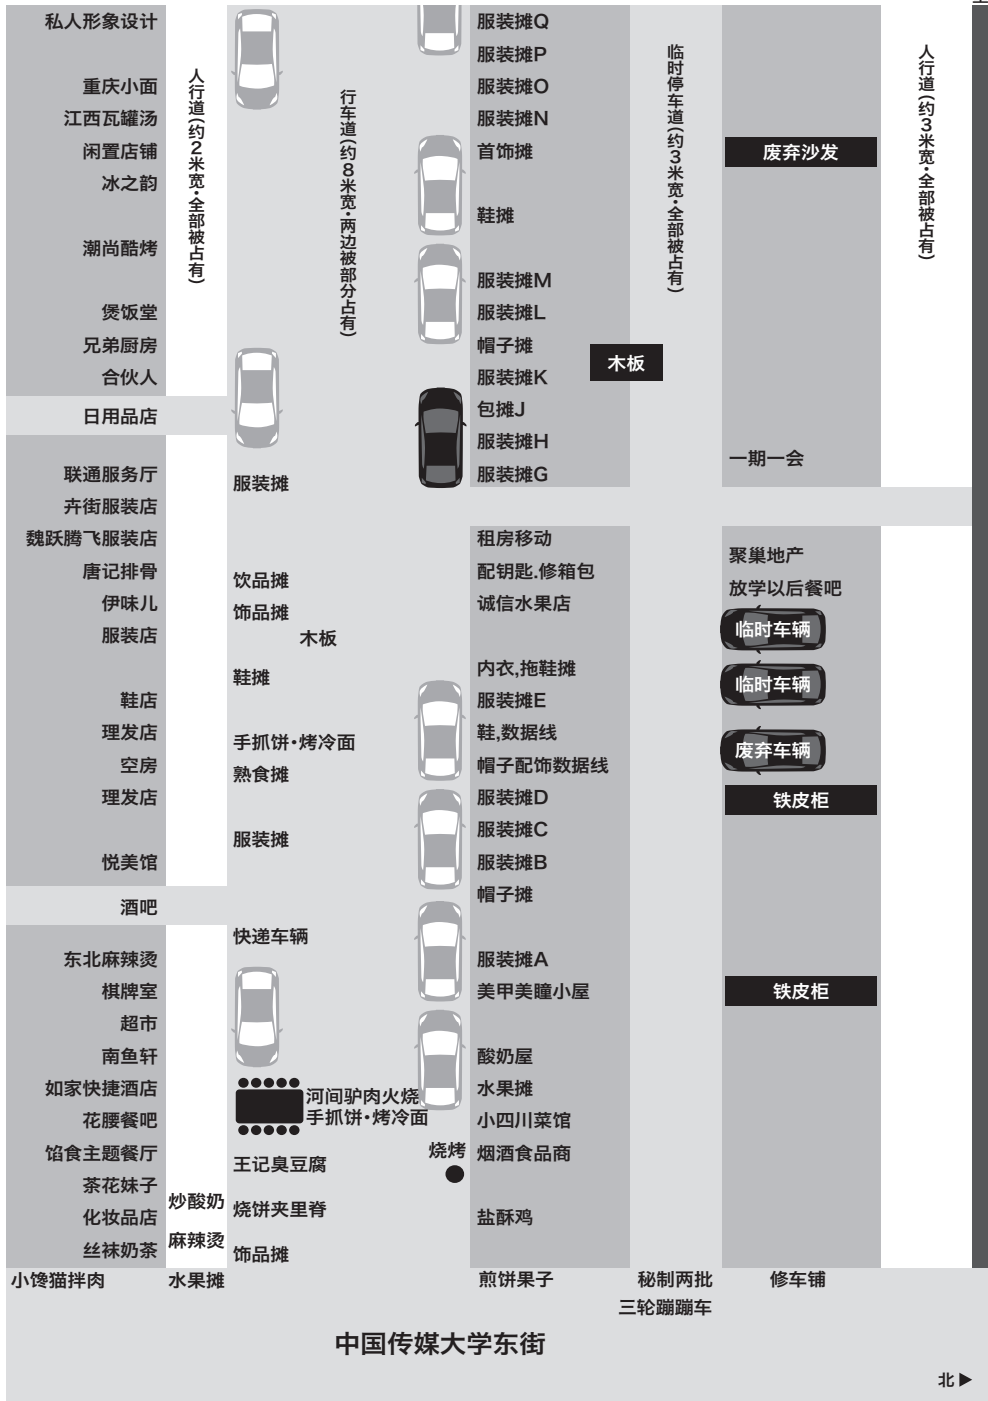 私人形象设计
重庆小面
江西瓦罐汤
闲置店铺
冰之韵
潮尚酷烤
煲饭堂
兄弟厨房
合伙人
日用品店
联通服务厅
卉街服装店
魏跃腾飞服装店
唐记排骨
伊味儿
服装店
鞋店
理发店
空房
理发店
悦美馆
酒吧
东北麻辣烫
棋牌室
超市
南鱼轩
如家快捷酒店
花腰餐吧
馅食主题餐厅
茶花妹子
化妆品店
丝袜奶茶
小馋猫拌肉
人行道(约2米宽·全部被占有)
炒酸奶
麻辣烫
水果摊
行车道(约8米宽·两边被部分占有)
服装摊
饮品摊
饰品摊
木板
鞋摊
手抓饼·烤冷面
熟食摊
服装摊
快递车辆
河间驴肉火烧
手抓饼·烤冷面
烧烤
王记臭豆腐
烧饼夹里脊
饰品摊
服装摊Q
服装摊P
服装摊O
服装摊N
首饰摊
鞋摊
服装摊M
服装摊L
帽子摊
服装摊K
包摊J
服装摊H
服装摊G
租房移动
配钥匙.修箱包
诚信水果店
内衣,拖鞋摊
服装摊E
鞋,数据线
帽子配饰数据线
服装摊D
服装摊C
服装摊B
帽子摊
服装摊A
美甲美瞳小屋
酸奶屋
水果摊
小四川菜馆
烟酒食品商
盐酥鸡
煎饼果子
临时停车道(约3米宽·全部被占有)
木板
秘制两批
三轮蹦蹦车
废弃沙发
一期一会
聚巢地产
放学以后餐吧
临时车辆
临时车辆
废弃车辆
铁皮柜
铁皮柜
修车铺
人行道(约3米宽·全部被占有)
中国传媒大学东街
北▶